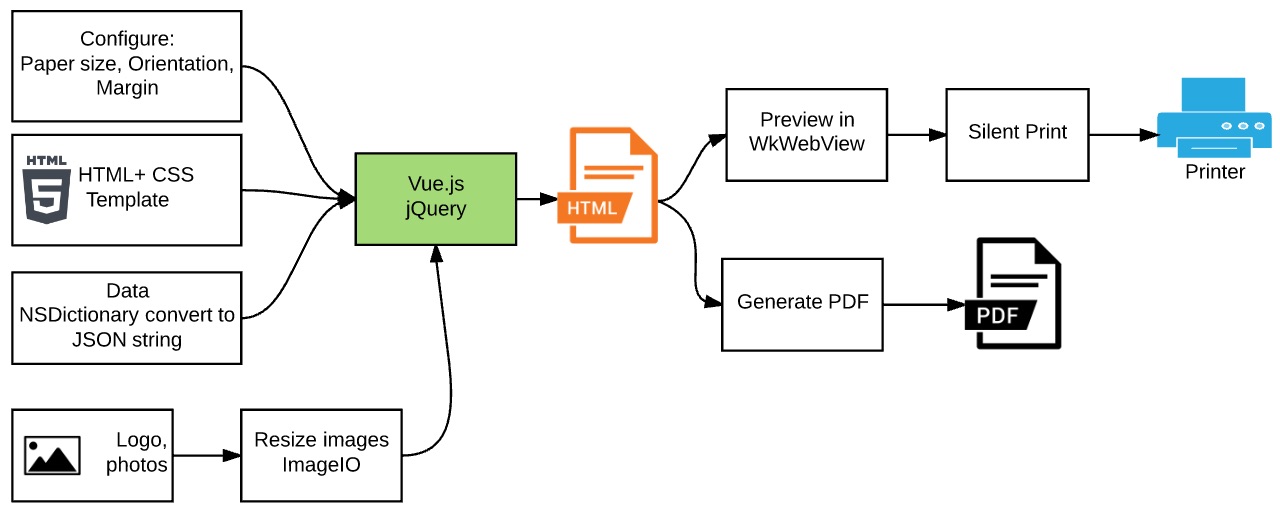 Configure:
Paper size, Orientation,
Margin
HTML
5
HTML+ CSS
Template
Data
NSDictionary convert to
JSON string
Logo,
photos
Resize images
ImageIO
Vue.js
jQuery
HTML
Preview in
WkWebView
Silent Print
Printer
Generate PDF
PDF